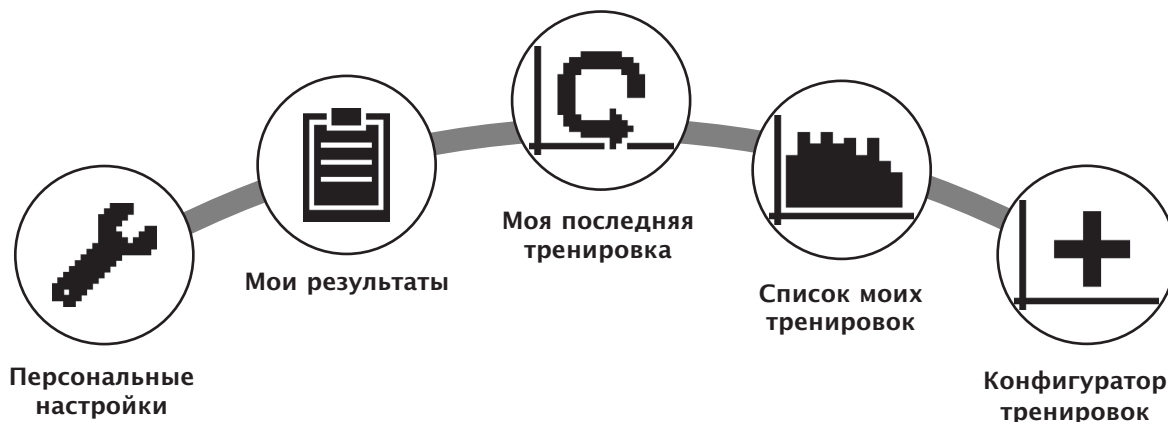 Персональные
настройки
Мои результаты
Моя последняя
тренировка
Список моих
тренировок
Конфигуратор
тренировок